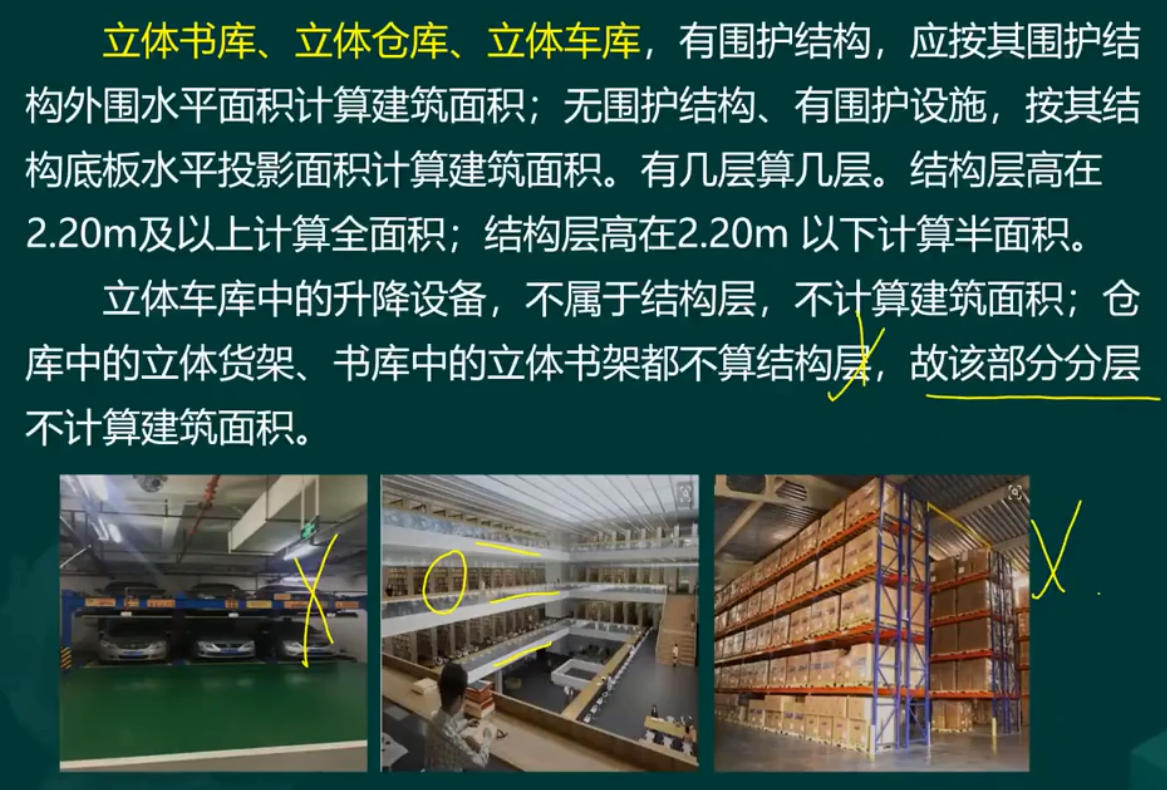 立体书库、立体仓库、立体车库，有围护结构，应按其围护结
构外围水平面积计算建筑面积；无围护结构、有围护设施，按其结
构底板水平投影面积计算建筑面积。有几层算几层。结构层高在
2.20m及以上计算全面积；结构层高在2.20m 以下计算半面积。
立体车库中的升降设备，不属于结构层，不计算建筑面积；仓
库中的立体货架、书库中的立体书架都不算结构层，故该部分分层
不计算建筑面积。